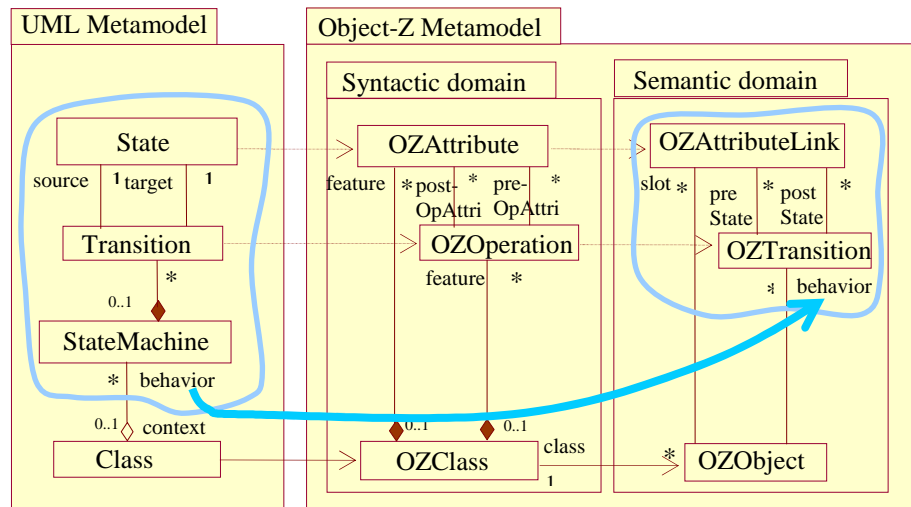 UML Metamodel
State
source
1
target
1
Transition
*
0..1
StateMachine
*
behavior
0..1
context
Class
Object-Z Metamodel
Syntactic domain
OZAttribute
feature
*
post-
OpAttri
*
pre-
OpAttri
*
OZOperation
feature
*
0..1
0..1
OZClass
class
1
Semantic domain
OZAttributeLink
slot
*
pre
State
*
post
State
*
OZTransition
*
behavior
*
OZObject